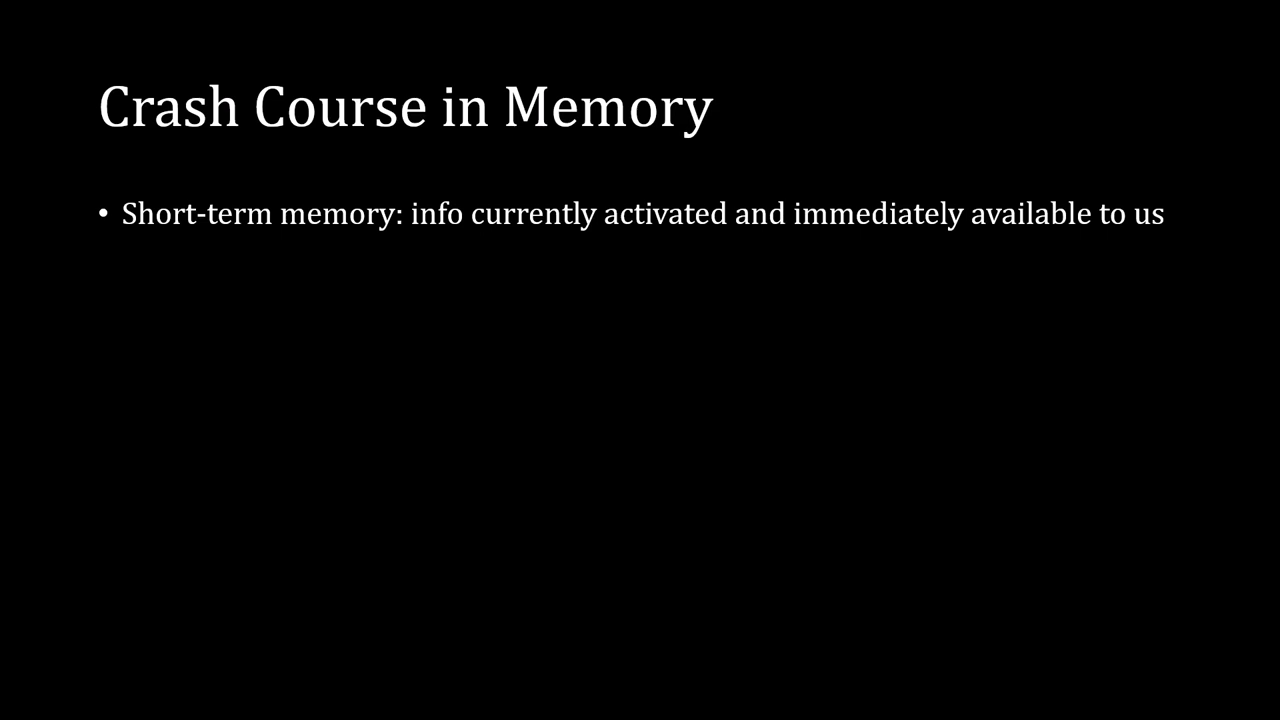 Crash Course in Memory
• Short-term memory: info currently activated and immediately available to us